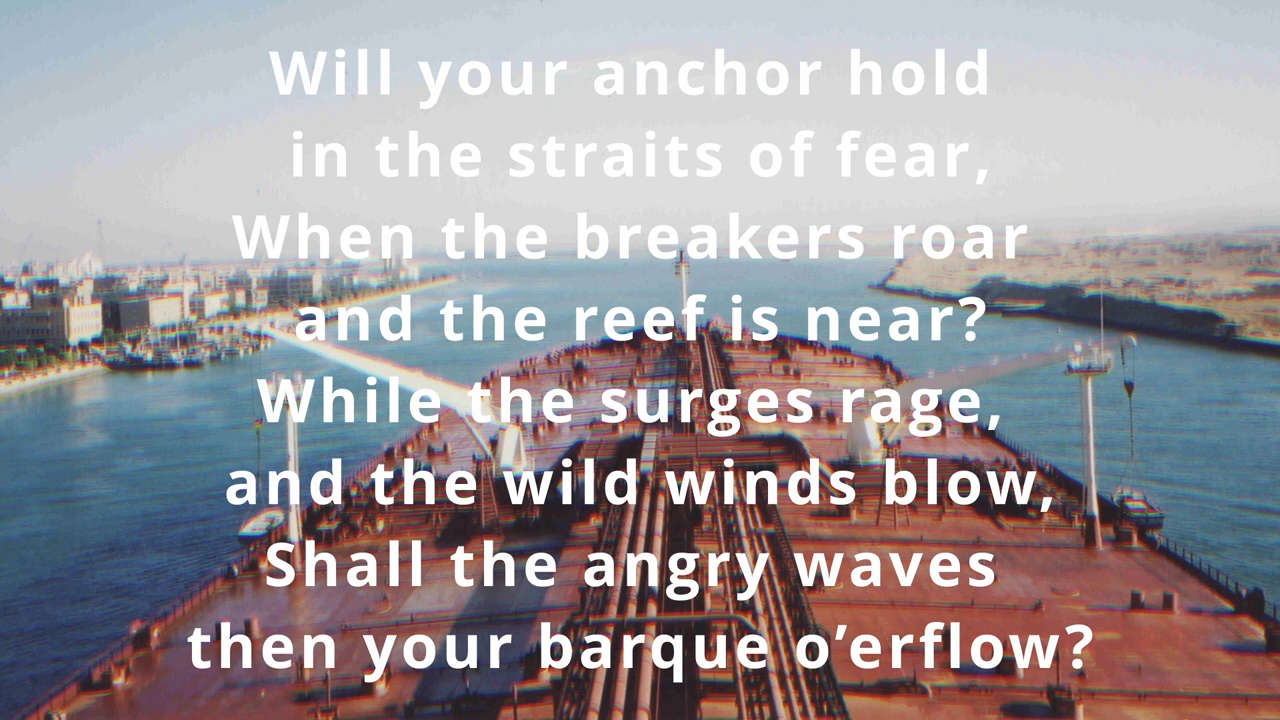 Will your anchor hold
in the straits of fear,
When the breakers roar
and the reef is near?
While the surges rage,
and the wild winds blow,
Shall the angry waves
then your barque o’erflow?